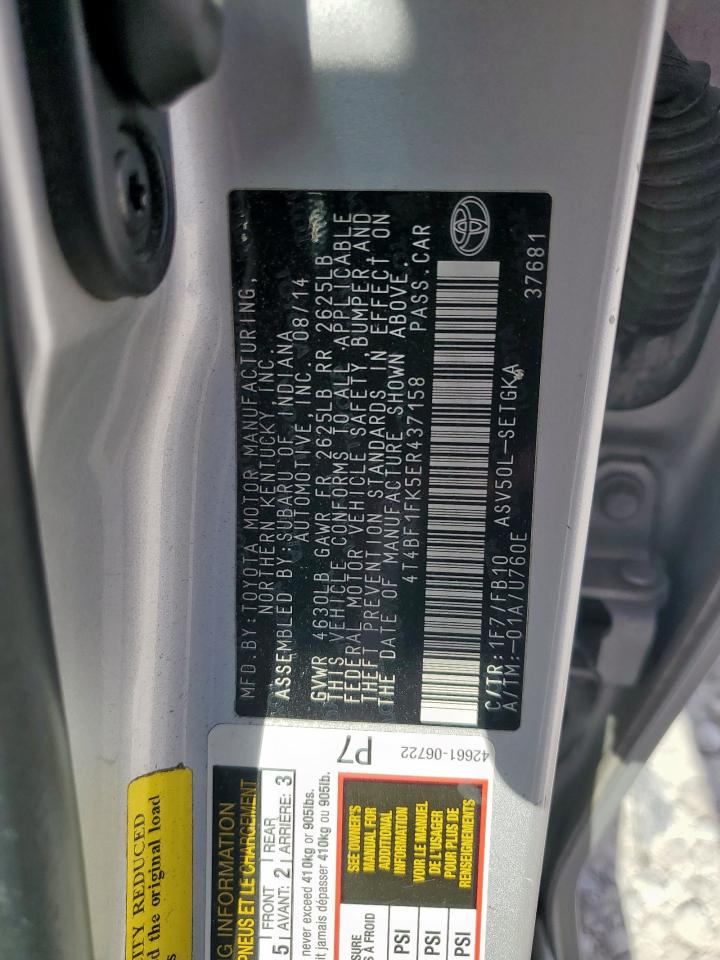 MFD. BY: TOYOTA MOTOR MANUFACTURING,
NORTHERN KENTUCKY, INC.
ASSEMBLED BY: SUBARU OF INDIANA
AUTOMOTIVE, INC. 08/14
GVWR 4630LB GAWR FR 2625LB RR 2625LB
THIS VEHICLE CONFORMS TO ALL APPLICABLE
FEDERAL MOTOR VEHICLE SAFETY, BUMPER, AND
THEFT PREVENTION STANDARDS IN EFFECT ON
THE DATE OF MANUFACTURE SHOWN ABOVE.
4T4BF1FK5ER437158 PASS. CAR
C/TR: 1F7/FB10 ASV50L-SETGKA
A/TM: -01A/U760E 37681
P7
42661-06722
INFORMATION
PNEUS ET LE CHARGEMENT
5 FRONT AVANT: 2 REAR ARRIÈRE: 3
never exceed 410kg or 905lbs.
jamais dépasser 410kg ou 905lb.
À FROID
PSI
PSI
PSI
SEE OWNER'S
MANUAL FOR
ADDITIONAL
INFORMATION
VOIR LE MANUEL
DE L'USAGER
POUR PLUS DE
RENSEIGNEMENTS
REDUCED
the original load